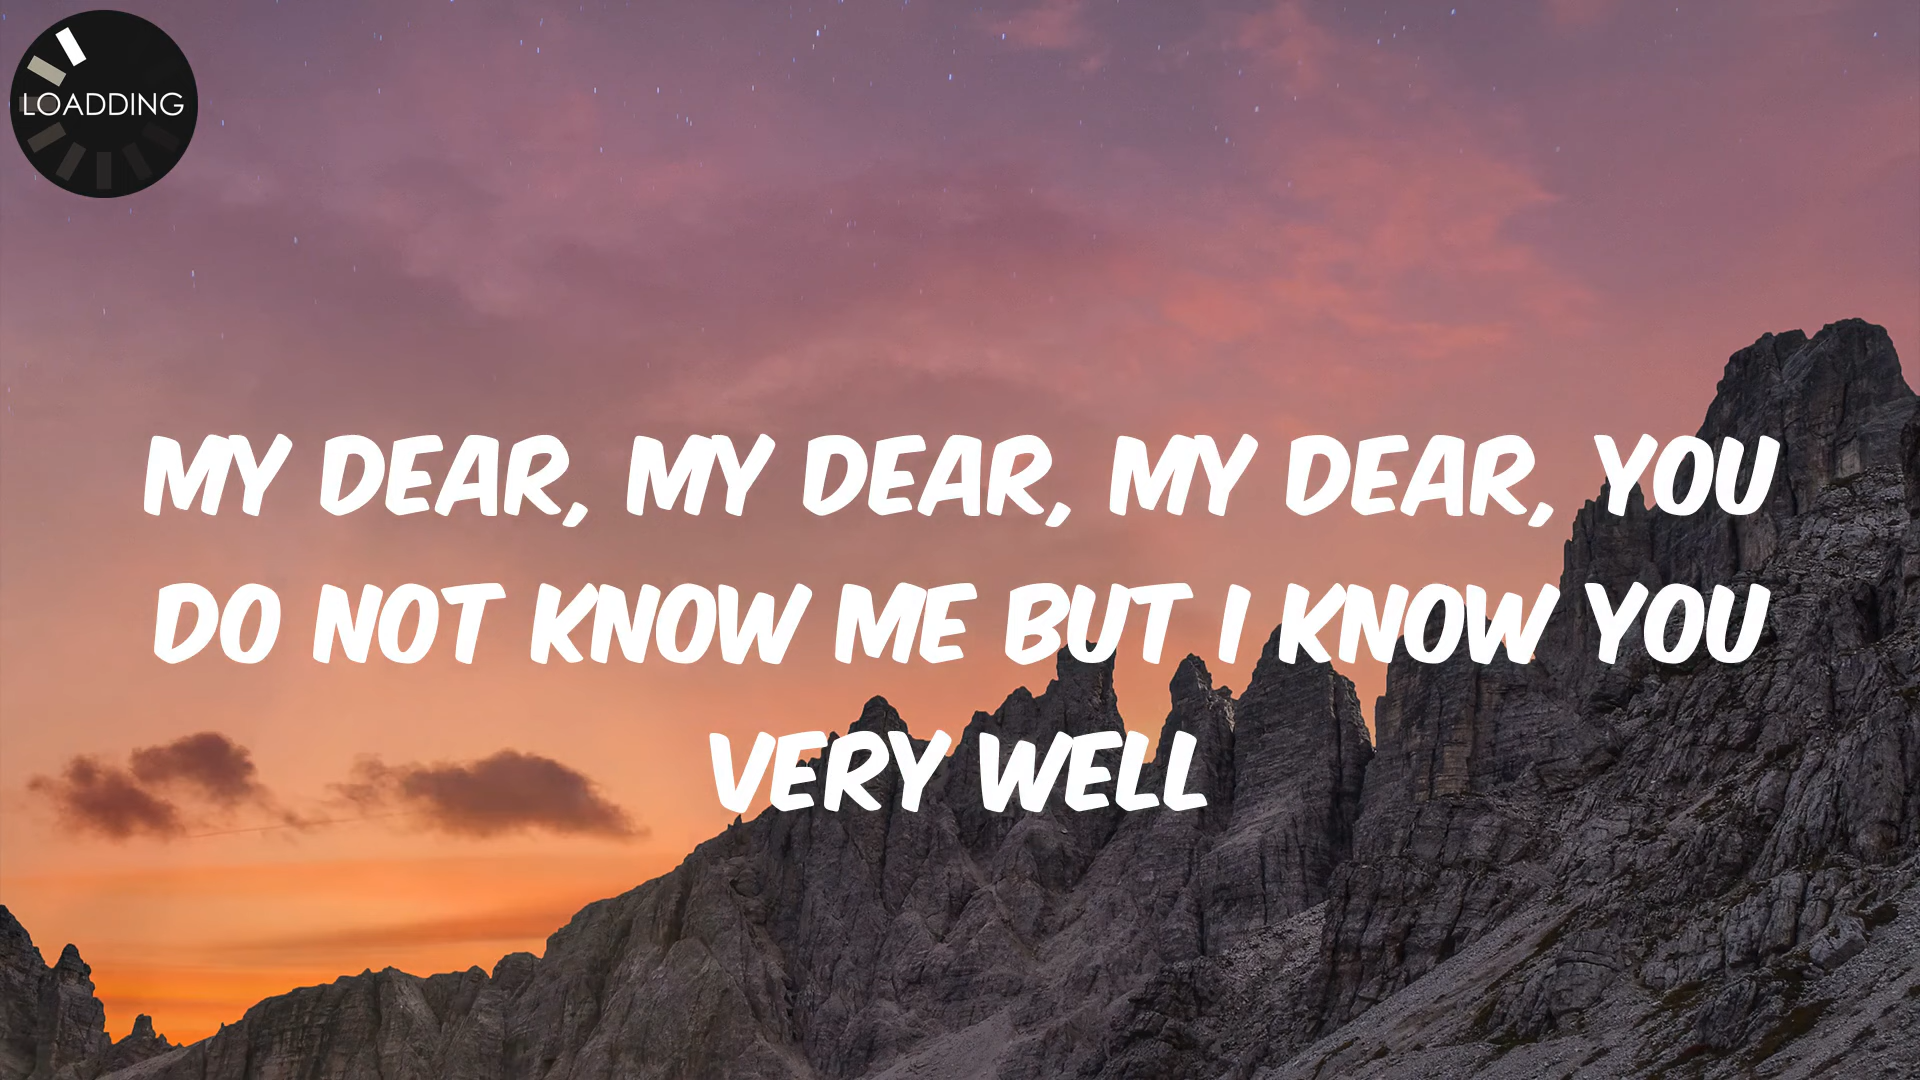 LOADDING
MY DEAR, MY DEAR, MY DEAR, YOU
DO NOT KNOW ME BUT I KNOW YOU
VERY WELL